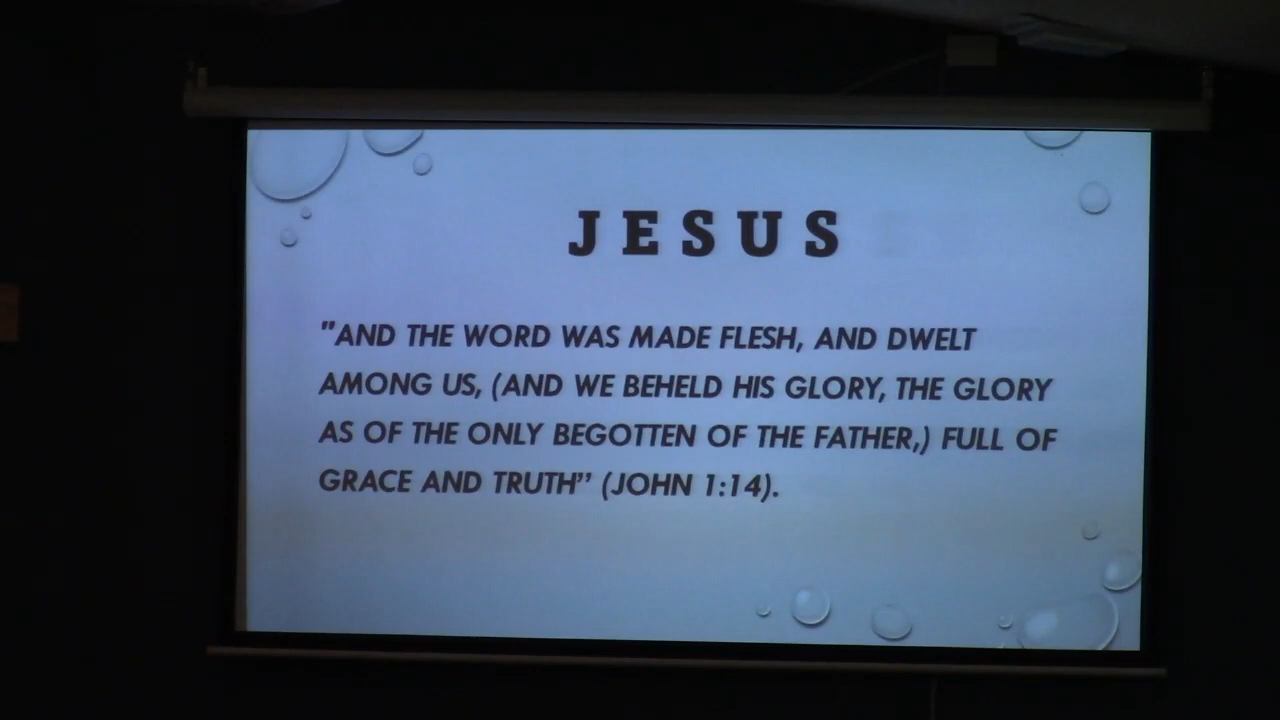 JESUS
"AND THE WORD WAS MADE FLESH, AND DWELT
AMONG US, (AND WE BEHELD HIS GLORY, THE GLORY
AS OF THE ONLY BEGOTTEN OF THE FATHER,) FULL OF
GRACE AND TRUTH” (JOHN 1:14).